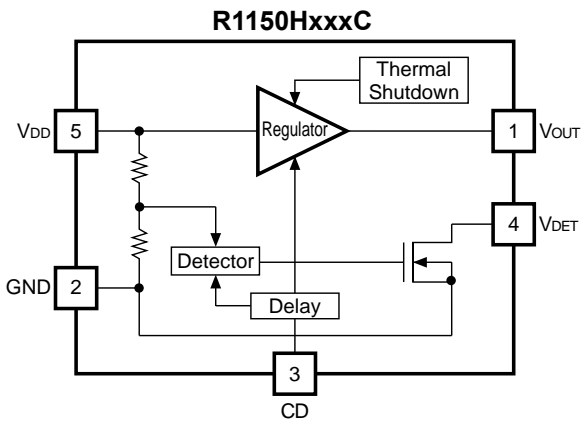 R1150HxxxC
Thermal
Shutdown
Regulator
VDD 5
1 VOUT
4 VDET
Detector
GND 2
Delay
3
CD